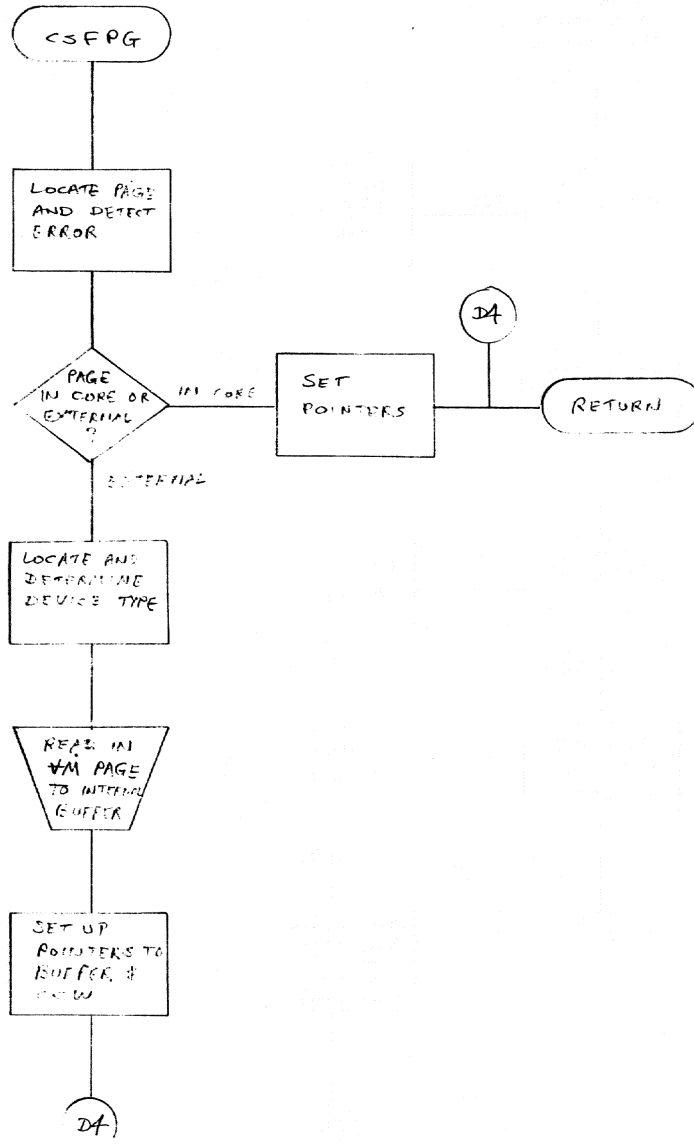 CSFPG
LOCATE PAGE
AND DETECT
ERROR
PAGE
IN CORE OR
EXTERNAL
?
IN CORE
SET
POINTERS
D4
RETURN
EXTERNAL
LOCATE AND
DETERMINE
DEVICE TYPE
READ IN
VM PAGE
TO INTERNAL
BUFFER
SET UP
POINTERS TO
BUFFER &
D4